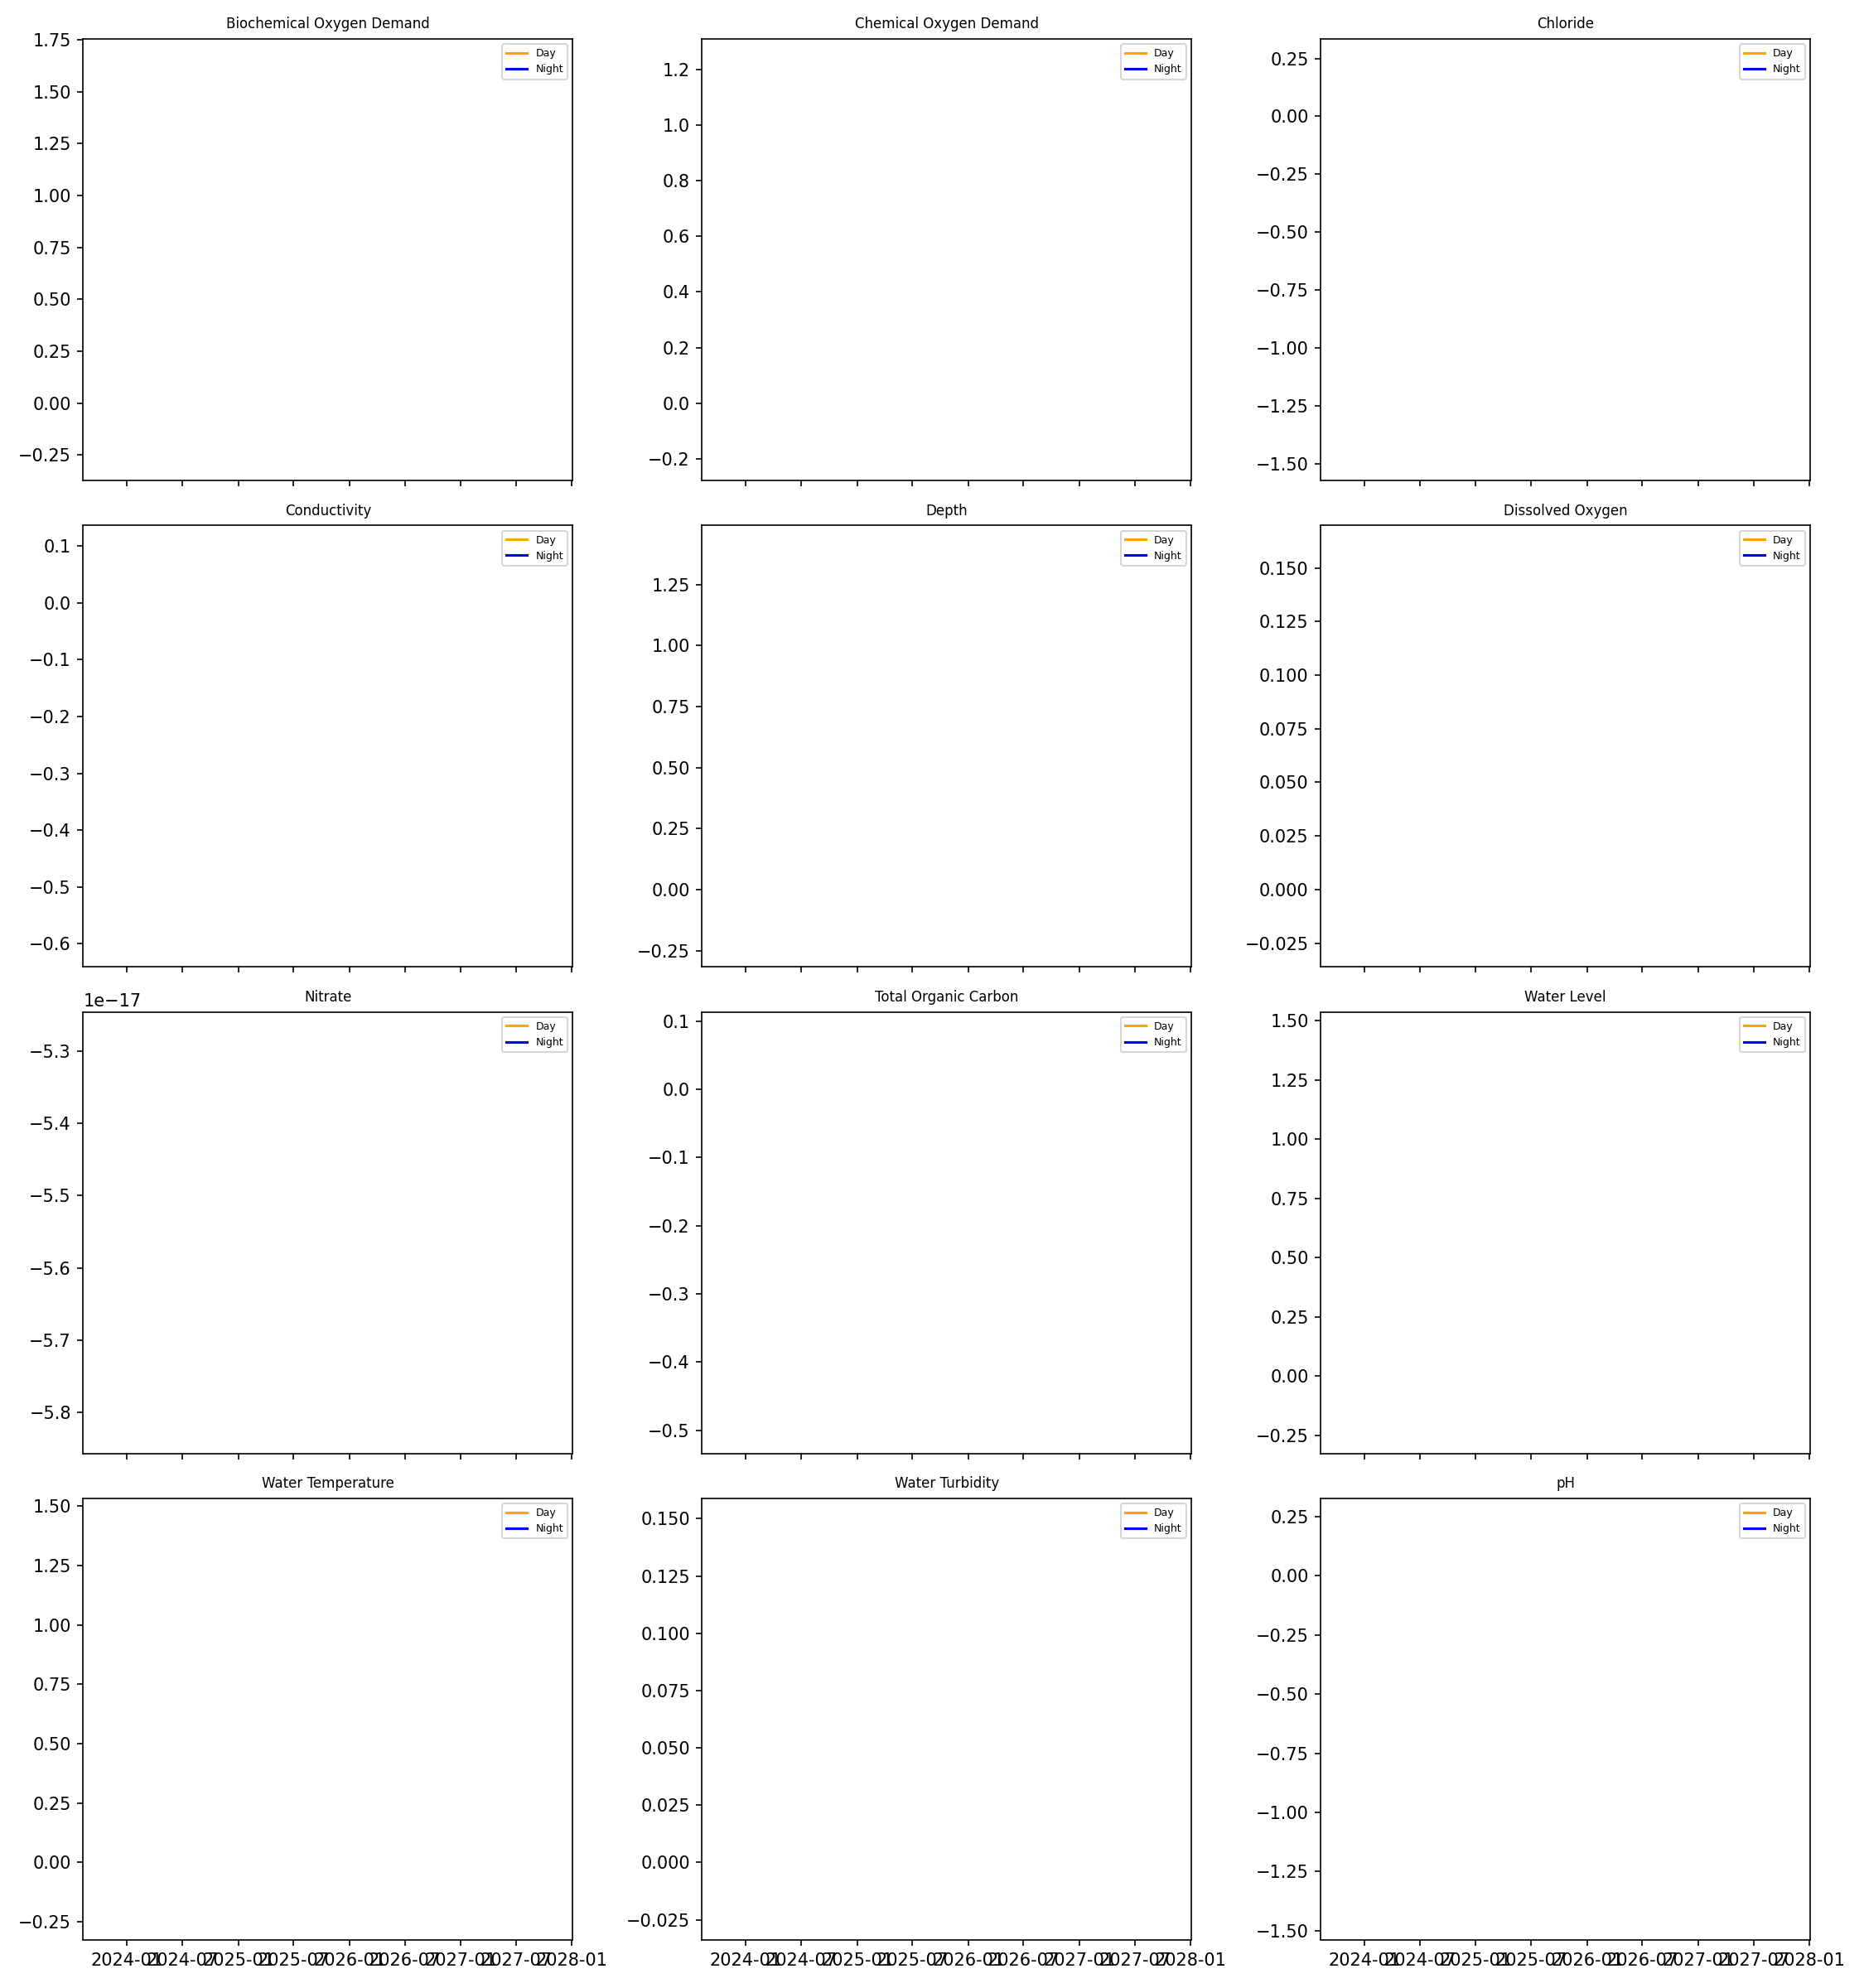 Biochemical Oxygen Demand
1.75
1.50
1.25
1.00
0.75
0.50
0.25
0.00
−0.25
Day
Night
Chemical Oxygen Demand
1.2
1.0
0.8
0.6
0.4
0.2
0.0
−0.2
Day
Night
Chloride
0.25
0.00
−0.25
−0.50
−0.75
−1.00
−1.25
−1.50
Day
Night
Conductivity
0.1
0.0
−0.1
−0.2
−0.3
−0.4
−0.5
−0.6
Day
Night
Depth
1.25
1.00
0.75
0.50
0.25
0.00
−0.25
Day
Night
Dissolved Oxygen
0.150
0.125
0.100
0.075
0.050
0.025
0.000
−0.025
Day
Night
Nitrate
1e−17
−5.3
−5.4
−5.5
−5.6
−5.7
−5.8
Day
Night
Total Organic Carbon
0.1
0.0
−0.1
−0.2
−0.3
−0.4
−0.5
Day
Night
Water Level
1.50
1.25
1.00
0.75
0.50
0.25
0.00
−0.25
Day
Night
Water Temperature
1.50
1.25
1.00
0.75
0.50
0.25
0.00
−0.25
Day
Night
2024-01 2024-07 2025-01 2025-07 2026-01 2026-07 2027-01 2027-07 2028-01
Water Turbidity
0.150
0.125
0.100
0.075
0.050
0.025
0.000
−0.025
Day
Night
2024-01 2024-07 2025-01 2025-07 2026-01 2026-07 2027-01 2027-07 2028-01
pH
0.25
0.00
−0.25
−0.50
−0.75
−1.00
−1.25
−1.50
Day
Night
2024-01 2024-07 2025-01 2025-07 2026-01 2026-07 2027-01 2027-07 2028-01